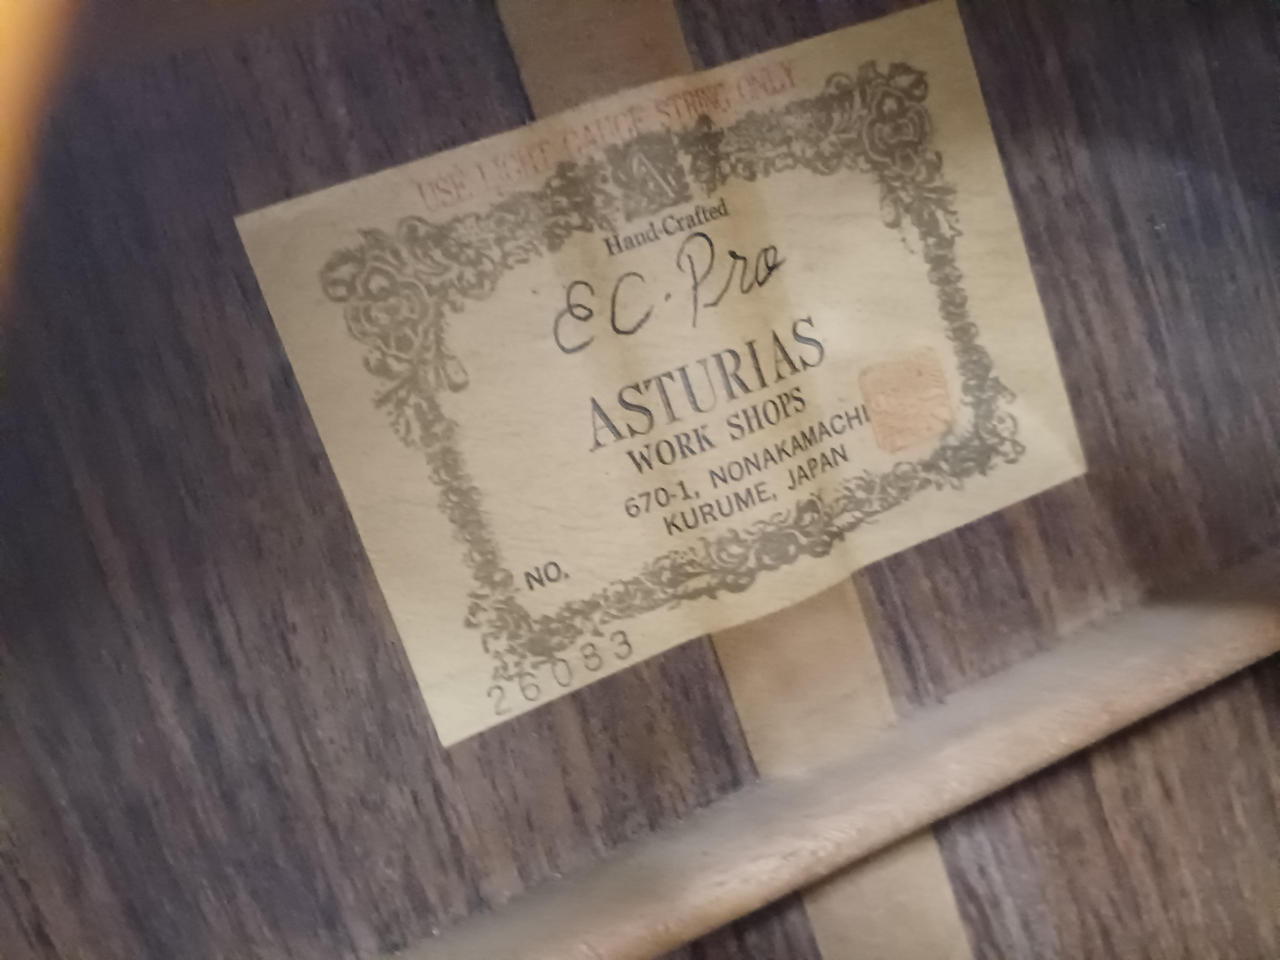 USE LIGHT GAUGE STRING ONLY
A
Hand-Crafted
EC. Pro
ASTURIAS
WORK SHOPS
670-1, NONAKAMACHI
KURUME, JAPAN
NO.
26083